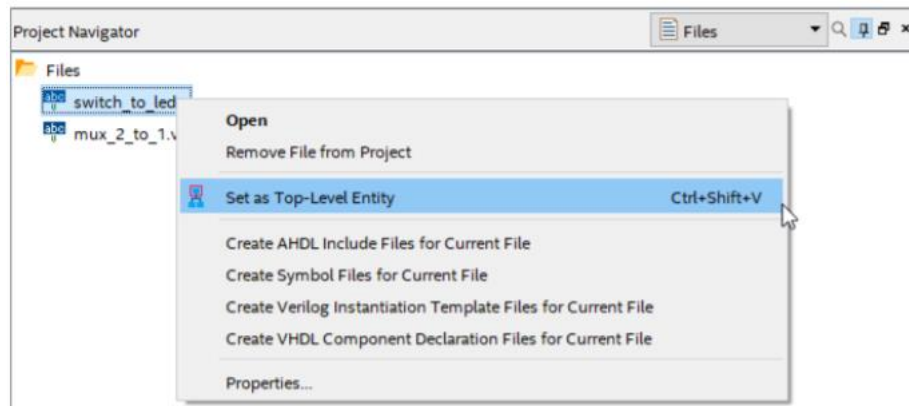 Project Navigator
Files
Files
switch_to_led
mux_2_to_1.v
Open
Remove File from Project
Set as Top-Level Entity Ctrl+Shift+V
Create AHDL Include Files for Current File
Create Symbol Files for Current File
Create Verilog Instantiation Template Files for Current File
Create VHDL Component Declaration Files for Current File
Properties...